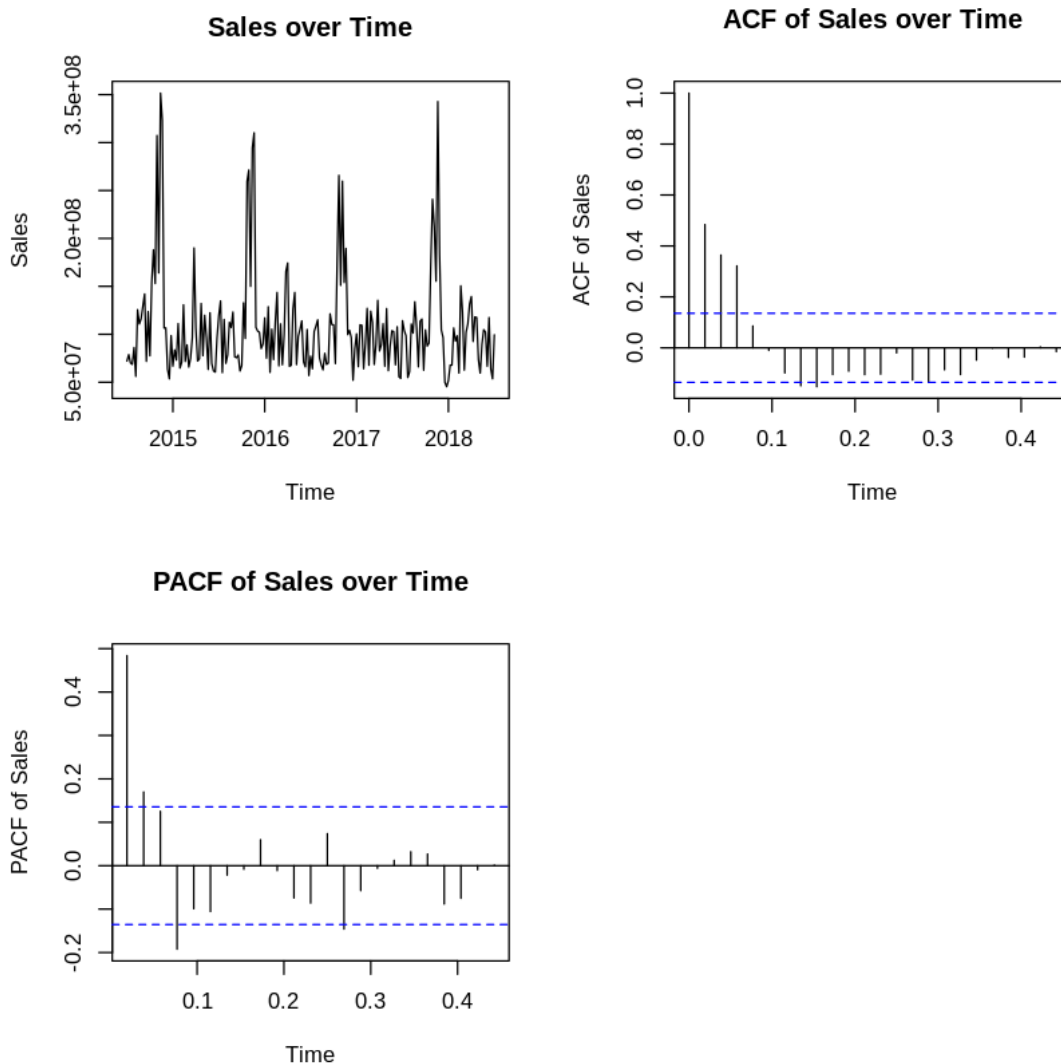 Sales over Time
Sales
5.0e+07
2.0e+08
3.5e+08
2015 2016 2017 2018
Time
ACF of Sales over Time
ACF of Sales
0.0 0.2 0.4 0.6 0.8 1.0
0.0 0.1 0.2 0.3 0.4
Time
PACF of Sales over Time
PACF of Sales
-0.2 0.0 0.2 0.4
0.1 0.2 0.3 0.4
Time